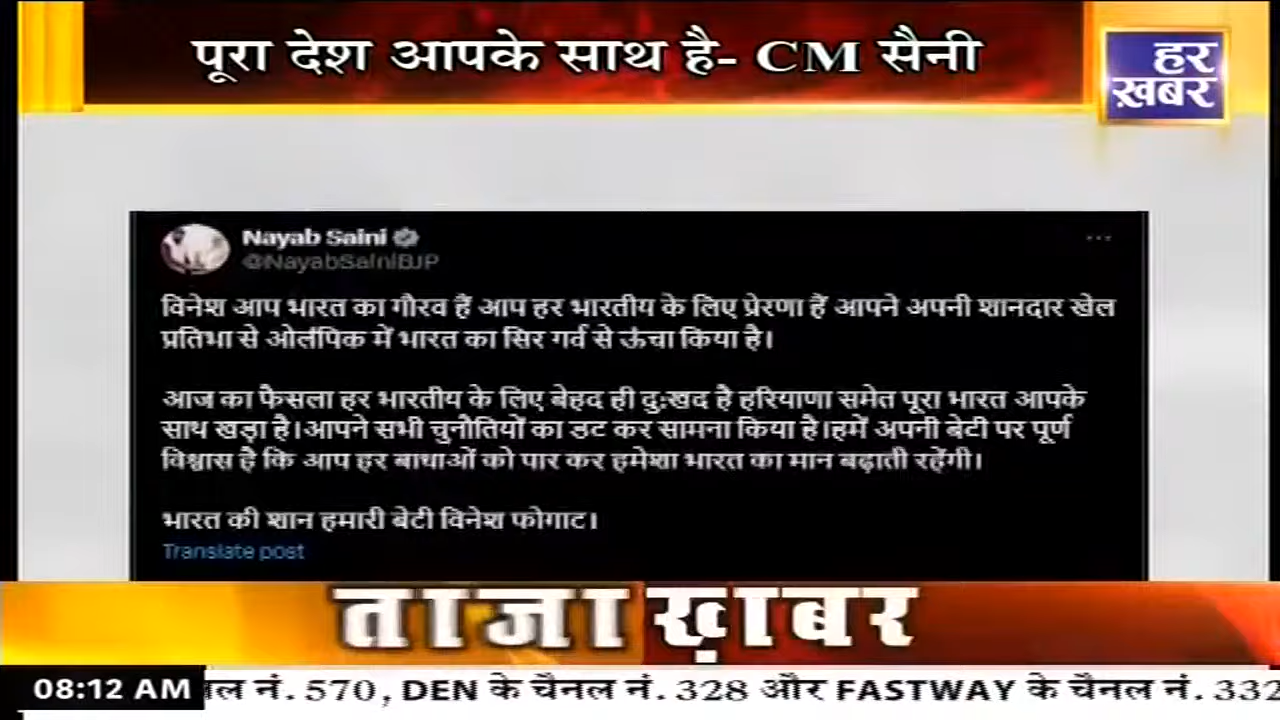 पूरा देश आपके साथ है- CM सैनी
हर
ख़बर
Nayab Saini
@NayabSainiBJP
विनेश आप भारत का गौरव हैं आप हर भारतीय के लिए प्रेरणा हैं आपने अपनी शानदार खेल
प्रतिभा से ओलंपिक में भारत का सिर गर्व से ऊंचा किया है।
आज का फैसला हर भारतीय के लिए बेहद ही दुःखद है हरियाणा समेत पूरा भारत आपके
साथ खड़ा है।आपने सभी चुनौतियों का डट कर सामना किया है।हमें अपनी बेटी पर पूर्ण
विश्वास है कि आप हर बाधाओं को पार कर हमेशा भारत का मान बढ़ाती रहेंगी।
भारत की शान हमारी बेटी विनेश फोगाट।
Translate post
ताजा ख़बर
08:12 AM
नं. 570, DEN के चैनल नं. 328 और FASTWAY के चैनल नं. 332